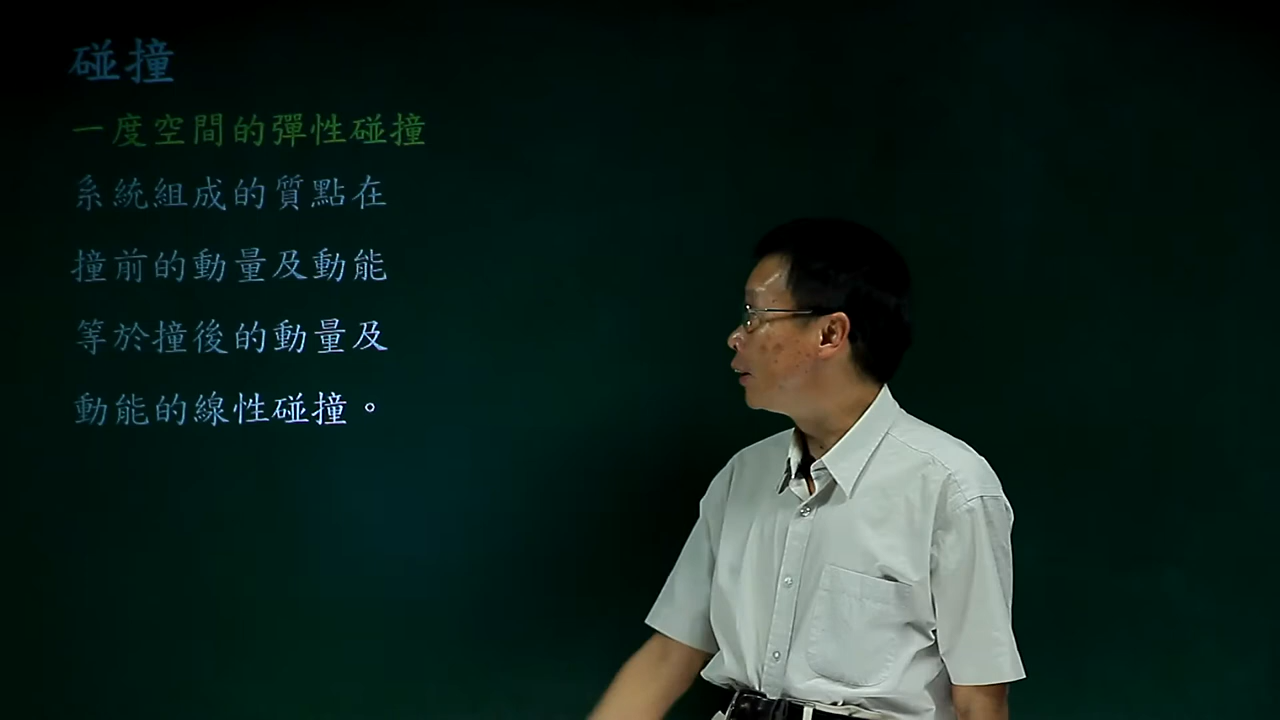 碰撞
一度空間的彈性碰撞
系統組成的質點在
撞前的動量及動能
等於撞後的動量及
動能的線性碰撞。